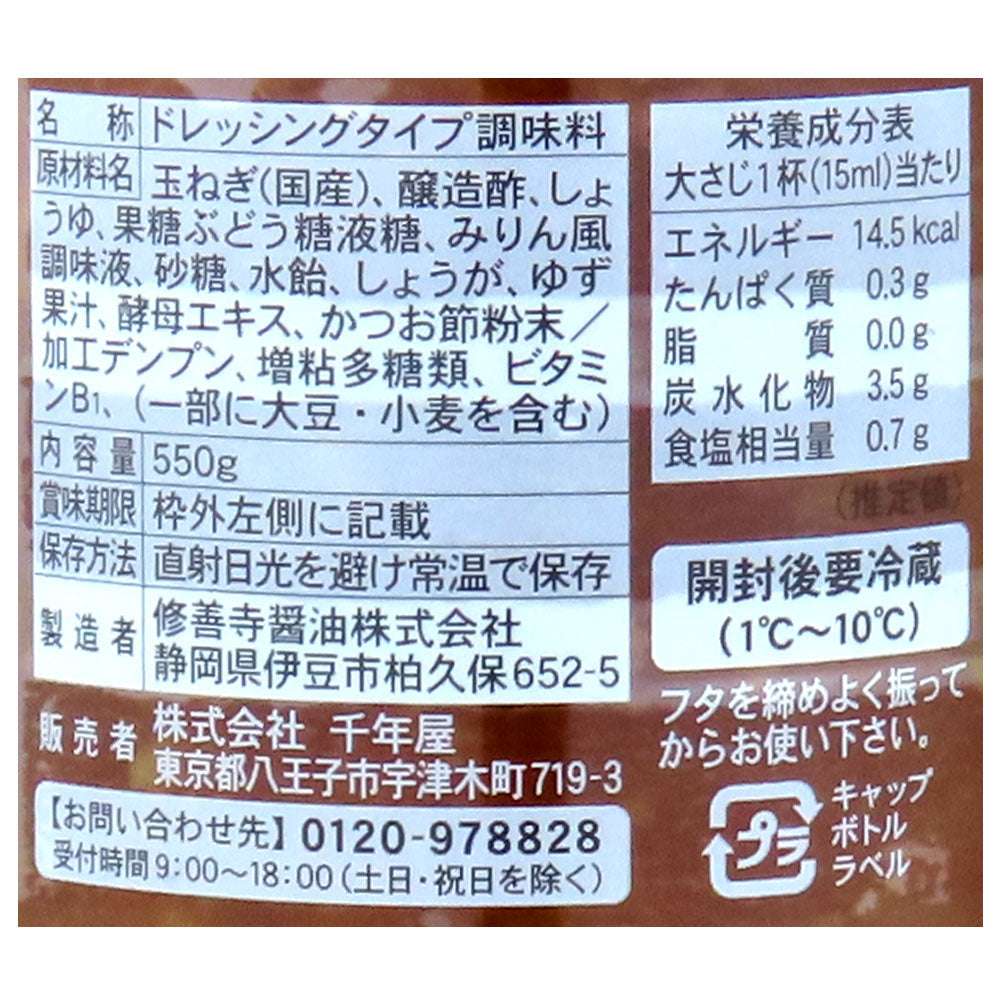 名称 ドレッシングタイプ調味料
原材料名 玉ねぎ(国産)、醸造酢、しょ
うゆ、果糖ぶどう糖液糖、みりん風
調味液、砂糖、水飴、しょうが、ゆず
果汁、酵母エキス、かつお節粉末／
加工デンプン、増粘多糖類、ビタミ
ンB1、(一部に大豆・小麦を含む)
内容量 550g
賞味期限 枠外左側に記載
保存方法 直射日光を避け常温で保存
製造者 修善寺醤油株式会社
静岡県伊豆市柏久保652-5
販売者 株式会社 千年屋
東京都八王子市宇津木町719-3
【お問い合わせ先】0120-978828
受付時間9:00〜18:00(土日・祝日を除く)
栄養成分表
大さじ1杯(15ml)当たり
エネルギー 14.5kcal
たんぱく質 0.3g
脂質 0.0g
炭水化物 3.5g
食塩相当量 0.7g
(推定値)
開封後要冷蔵
(1℃〜10℃)
フタを締めよく振って
からお使い下さい。
プラ
キャップ
ボトル
ラベル